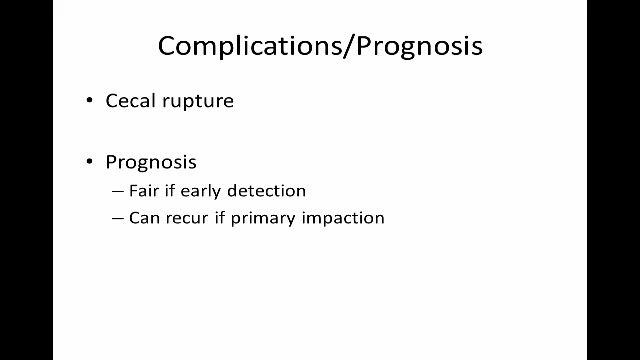 Complications/Prognosis
• Cecal rupture
• Prognosis
– Fair if early detection
– Can recur if primary impaction